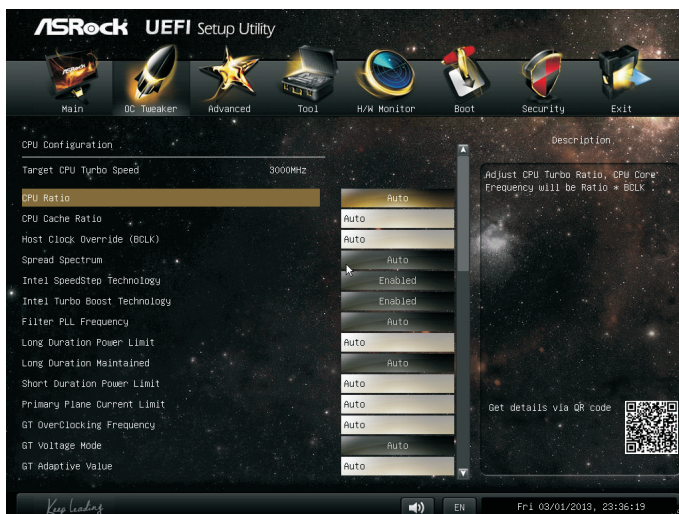 ASRock UEFI Setup Utility
Main OC Tweaker Advanced Tool H/W Monitor Boot Security Exit
CPU Configuration
Target CPU Turbo Speed 3000MHz
CPU Ratio Auto
CPU Cache Ratio Auto
Host Clock Override (BCLK) Auto
Spread Spectrum Auto
Intel SpeedStep Technology Enabled
Intel Turbo Boost Technology Enabled
Filter PLL Frequency Auto
Long Duration Power Limit Auto
Long Duration Maintained Auto
Short Duration Power Limit Auto
Primary Plane Current Limit Auto
GT OverClocking Frequency Auto
GT Voltage Mode Auto
GT Adaptive Value Auto
Description
Adjust CPU Turbo Ratio, CPU Core
Frequency will be Ratio * BCLK .
Get details via QR code
Keep Leading
EN
Fri 03/01/2013, 23:36:19